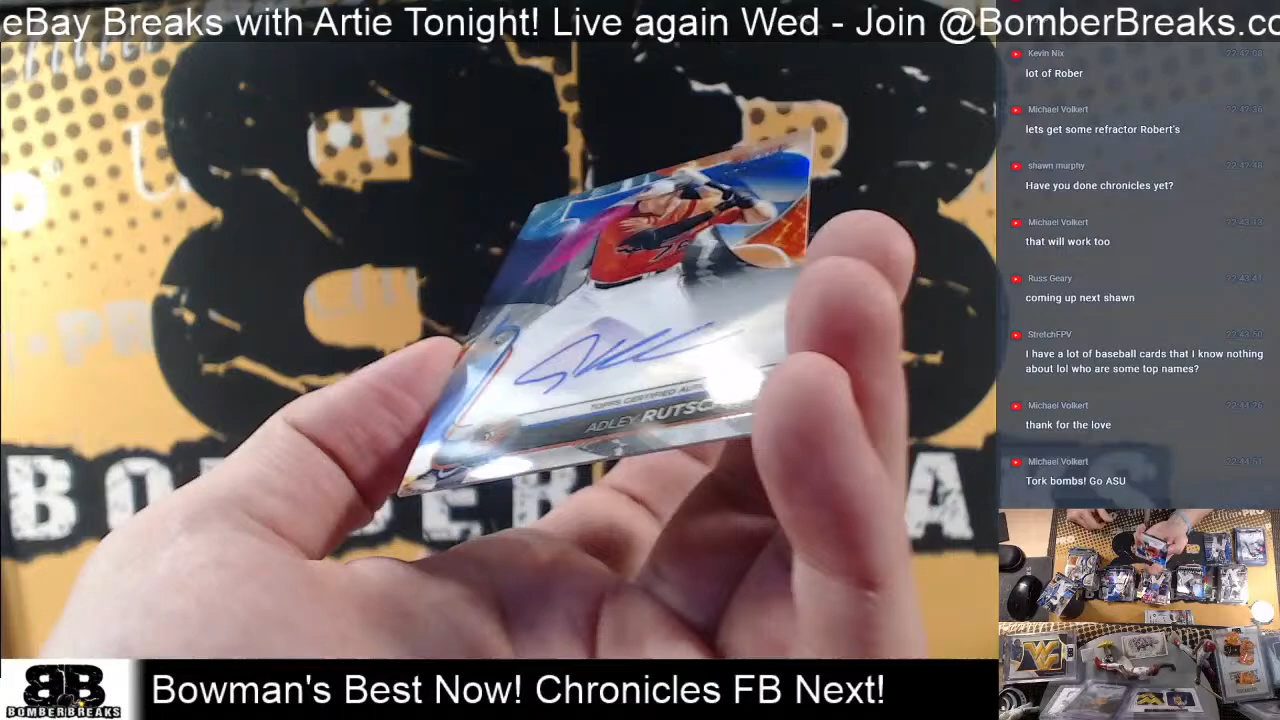 eBay Breaks with Artie Tonight! Live again Wed - Join @BomberBreaks.co
Kevin Nix
lot of Rober
Michael Volkert
lets get some refractor Robert's
shawn murphy
Have you done chronicles yet?
Michael Volkert
that will work too
Russ Geary
coming up next shawn
StretchFPV
I have a lot of baseball cards that I know nothing
about lol who are some top names?
Michael Volkert
thank for the love
Michael Volkert
Tork bombs! Go ASU
TOPPS CERTIFIED
ADLEY RUTSC
BB
BOMBERBREAKS
Bowman's Best Now! Chronicles FB Next!